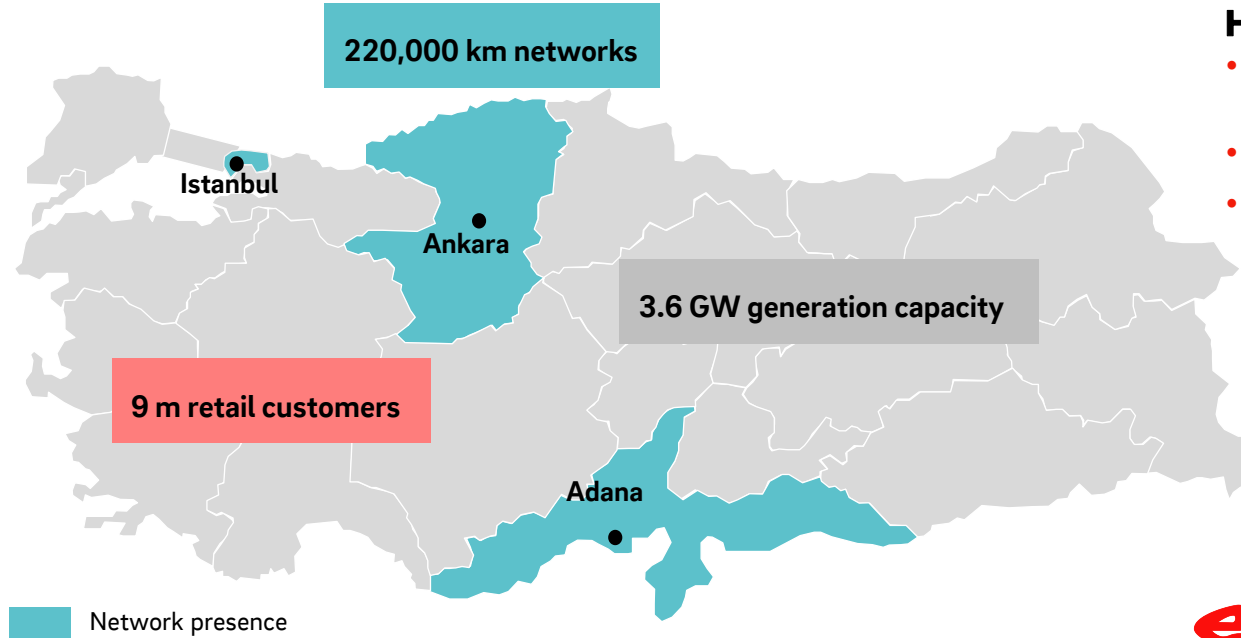 220,000 km networks
Istanbul
Ankara
3.6 GW generation capacity
9 m retail customers
Adana
Network presence